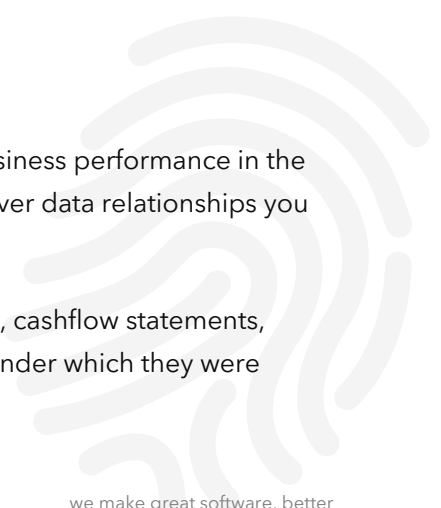 siness performance in the
ver data relationships you
, cashflow statements,
nder which they were
we make great software, better